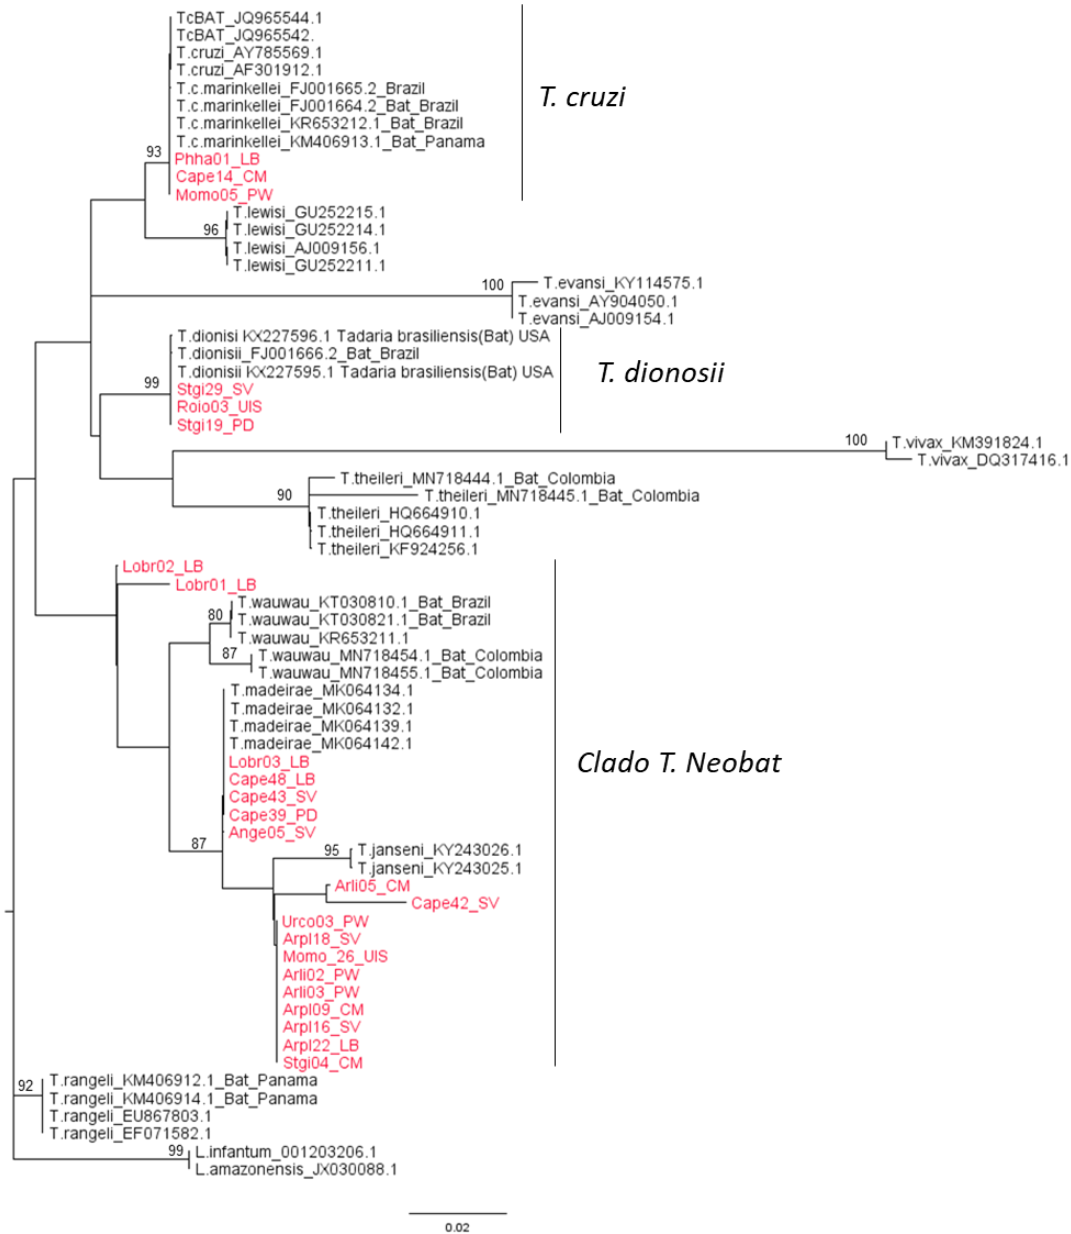 TcBAT_JQ965544.1
TcBAT_JQ965542.
T.cruzi_AY785569.1
T.cruzi_AF301912.1
T.c.marinkellei_FJ001665.2_Brazil
T.c.marinkellei_FJ001664.2_Bat_Brazil
T.c.marinkellei_KR653212.1_Bat_Brazil
T.c.marinkellei_KM406913.1_Bat_Panama
93
Phha01_LB
Cape14_CM
Momo05_PW
T. cruzi
T.lewisi_GU252215.1
96
T.lewisi_GU252214.1
T.lewisi_AJ009156.1
T.lewisi_GU252211.1
100
T.evansi_KY114575.1
T.evansi_AY904050.1
T.evansi_AJ009154.1
T.dionisi KX227596.1 Tadaria brasiliensis(Bat) USA
T.dionisii_FJ001666.2_Bat_Brazil
T.dionisii KX227595.1 Tadaria brasiliensis(Bat) USA
99
Stgi29_SV
Roio03_UIS
Stgi19_PD
T. dionosii
100
T.vivax_KM391824.1
T.vivax_DQ317416.1
T.theileri_MN718444.1_Bat_Colombia
90
T.theileri_MN718445.1_Bat_Colombia
T.theileri_HQ664910.1
T.theileri_HQ664911.1
T.theileri_KF924256.1
Lobr02_LB
Lobr01_LB
T.wauwau_KT030810.1_Bat_Brazil
80
T.wauwau_KT030821.1_Bat_Brazil
T.wauwau_KR653211.1
87
T.wauwau_MN718454.1_Bat_Colombia
T.wauwau_MN718455.1_Bat_Colombia
T.madeirae_MK064134.1
T.madeirae_MK064132.1
T.madeirae_MK064139.1
T.madeirae_MK064142.1
Lobr03_LB
Cape48_LB
Cape43_SV
Cape39_PD
Ange05_SV
Clado T. Neobat
87
95
T.janseni_KY243026.1
T.janseni_KY243025.1
Arli05_CM
Cape42_SV
Urco03_PW
Arpl18_SV
Momo_26_UIS
Arli02_PW
Arli03_PW
Arpl09_CM
Arpl16_SV
Arpl22_LB
Stgi04_CM
92
T.rangeli_KM406912.1_Bat_Panama
T.rangeli_KM406914.1_Bat_Panama
T.rangeli_EU867803.1
T.rangeli_EF071582.1
99
L.infantum_001203206.1
L.amazonensis_JX030088.1
0.02